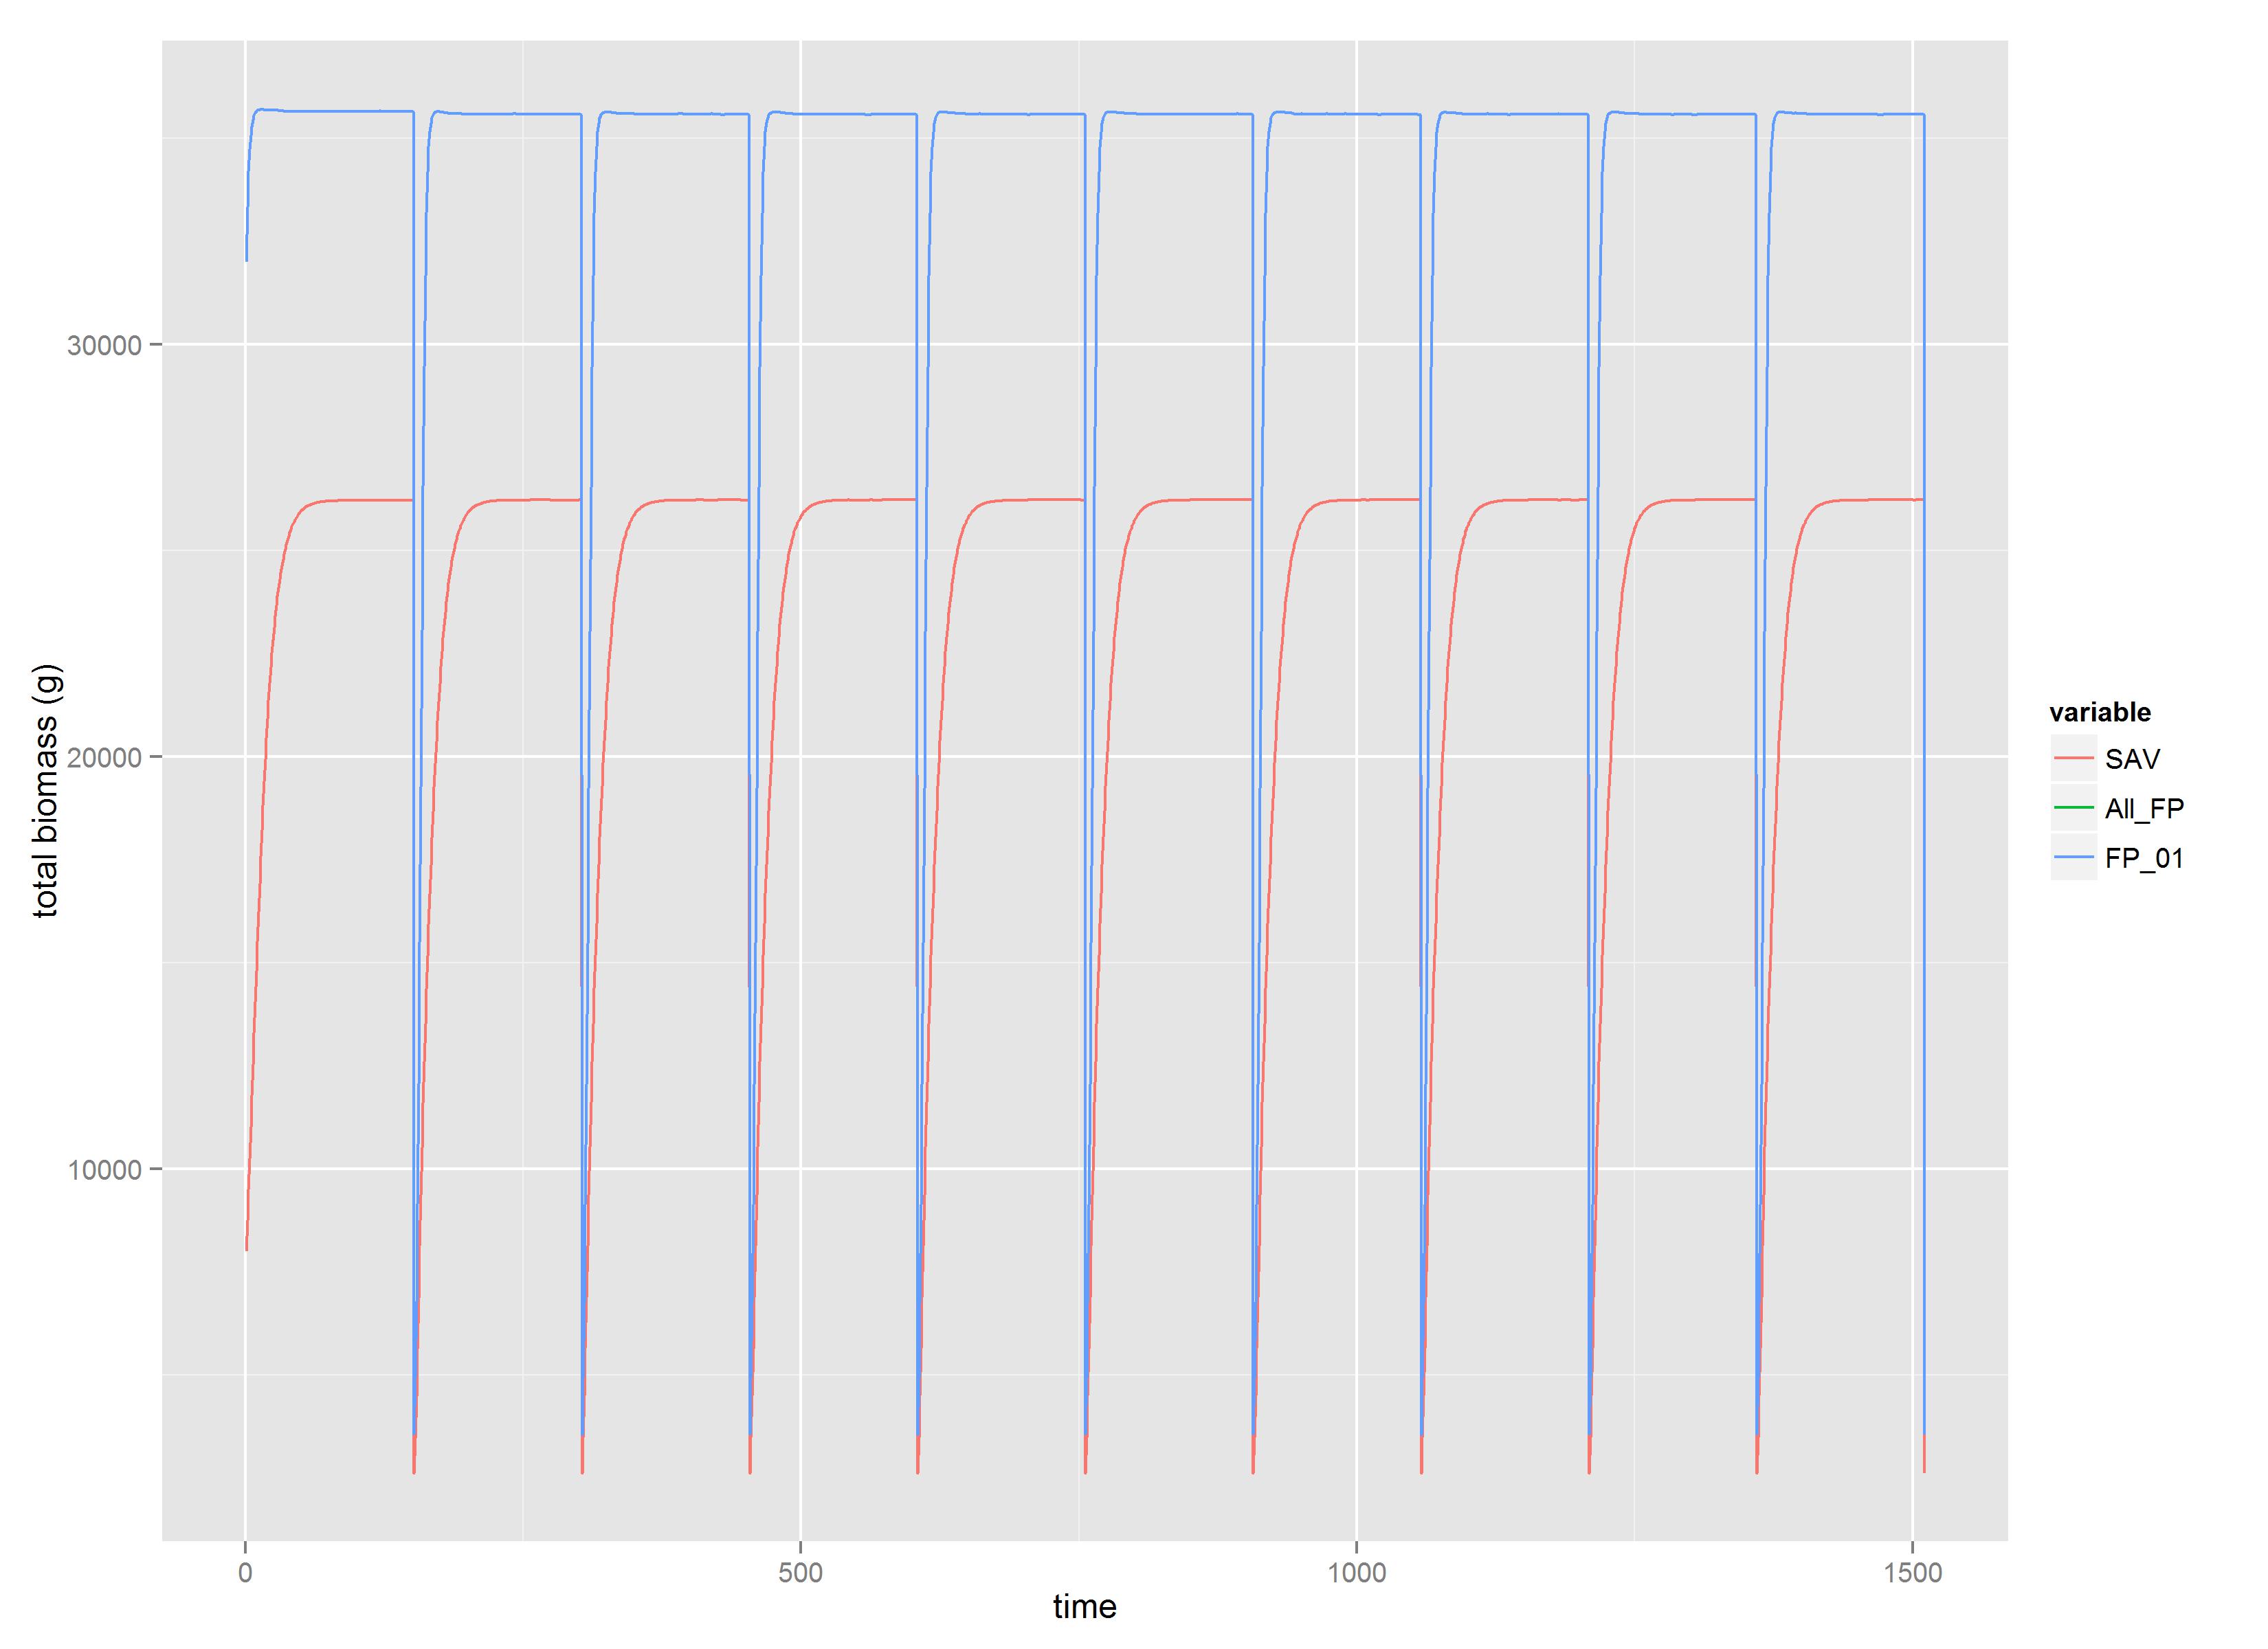 total biomass (g)
30000
20000
10000
0 500 1000 1500
time
variable
SAV
All_FP
FP_01